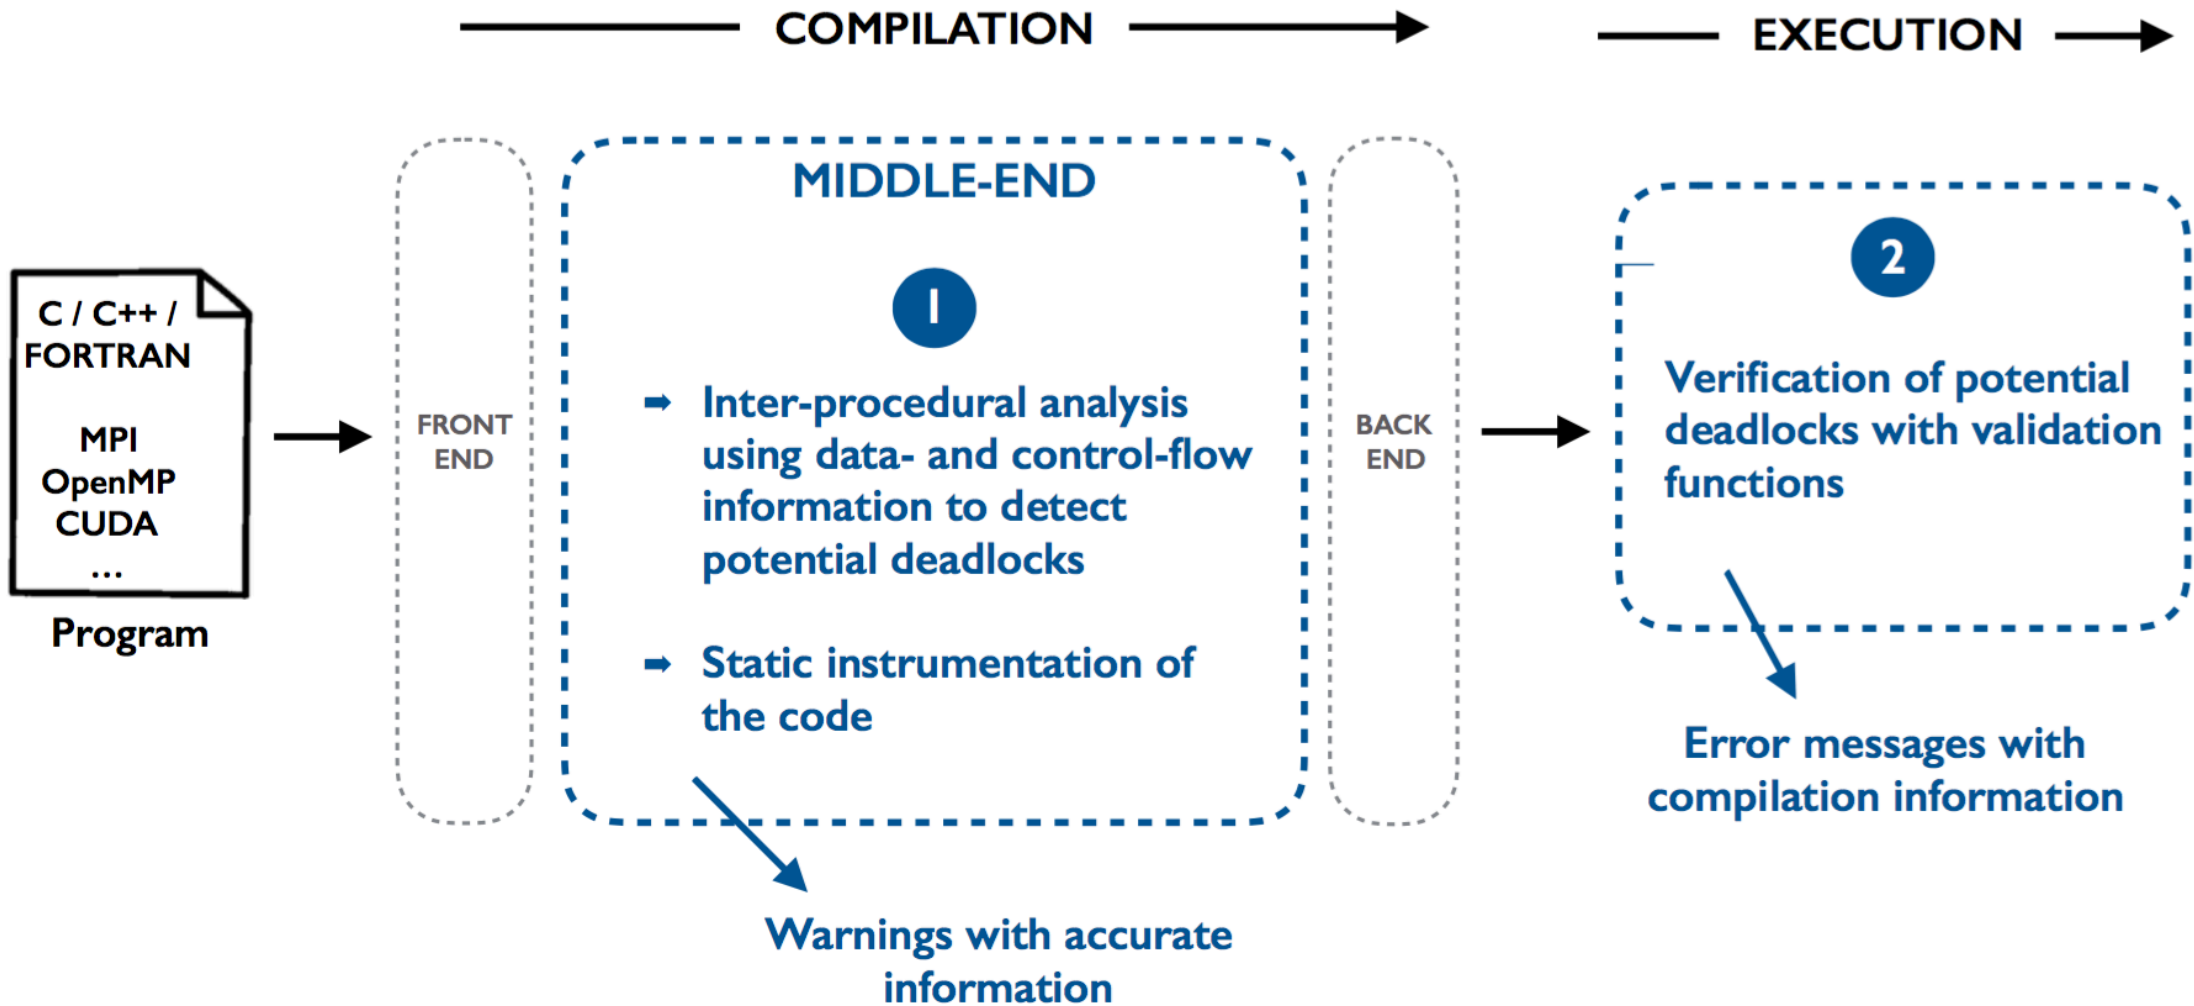 COMPILATION
EXECUTION
C / C++ /
FORTRAN
MPI
OpenMP
CUDA
...
Program
FRONT
END
MIDDLE-END
1
➡ Inter-procedural analysis
using data- and control-flow
information to detect
potential deadlocks
➡ Static instrumentation of
the code
Warnings with accurate
information
BACK
END
2
Verification of potential
deadlocks with validation
functions
Error messages with
compilation information